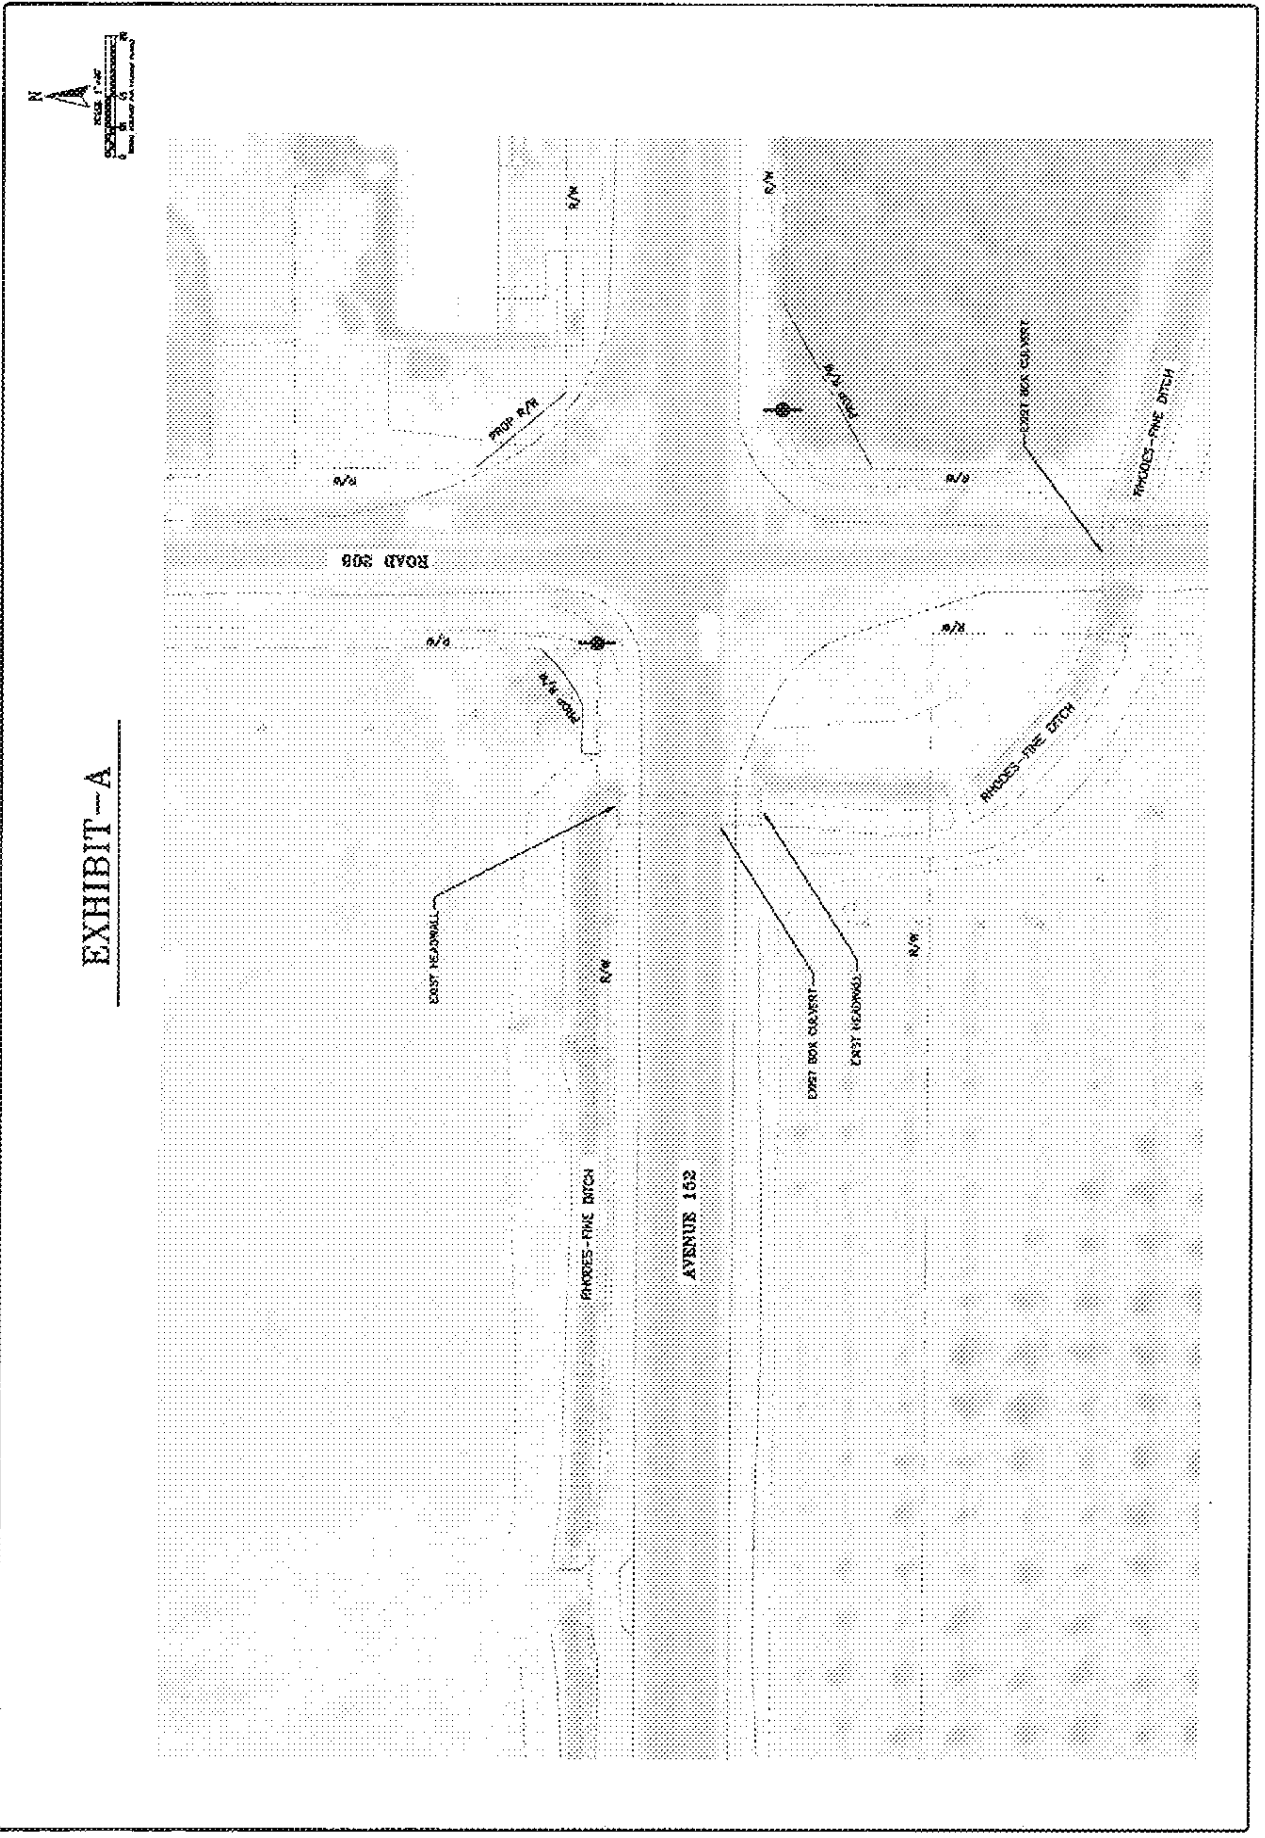 EXHIBIT-A
N
R/W
R/W
PROP R/W
PROP R/W
R/W
R/W
EXIST BOX CULVERT
RHODES-FINE DITCH
ROAD 208
R/W
R/W
PROP R/W
RHODES-FINE DITCH
EXIST HEADWALL
R/W
R/W
EXIST BOX CULVERT
EXIST HEADWALL
RHODES-FINE DITCH
AVENUE 152